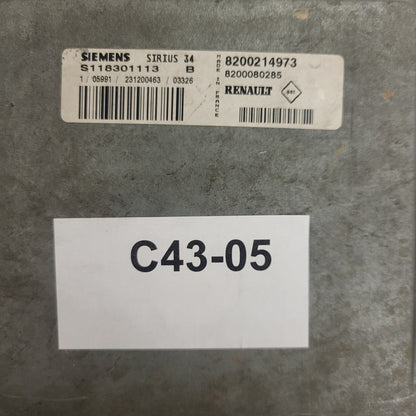 SIEMENS SIRIUS 34
S118301113 B
1 / 05991 / 231200463 / 03326
MADE IN FRANCE
8200214973
8200080285
RENAULT
C43-05